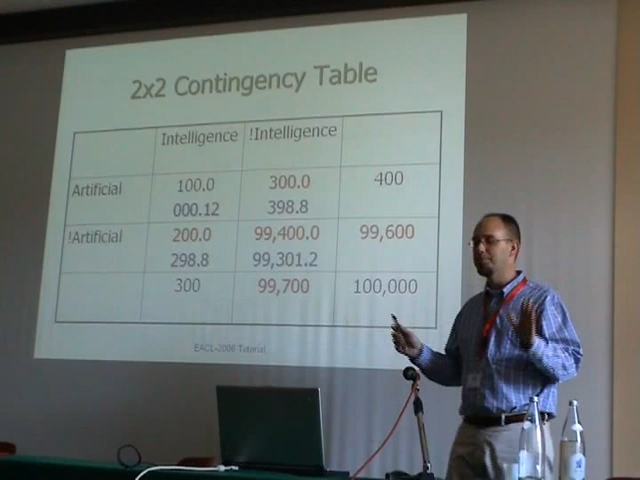 2x2 Contingency Table
Intelligence !Intelligence
Artificial 100.0 300.0 400
000.12 398.8
!Artificial 200.0 99,400.0 99,600
298.8 99,301.2
300 99,700 100,000
EACL-2006 Tutorial